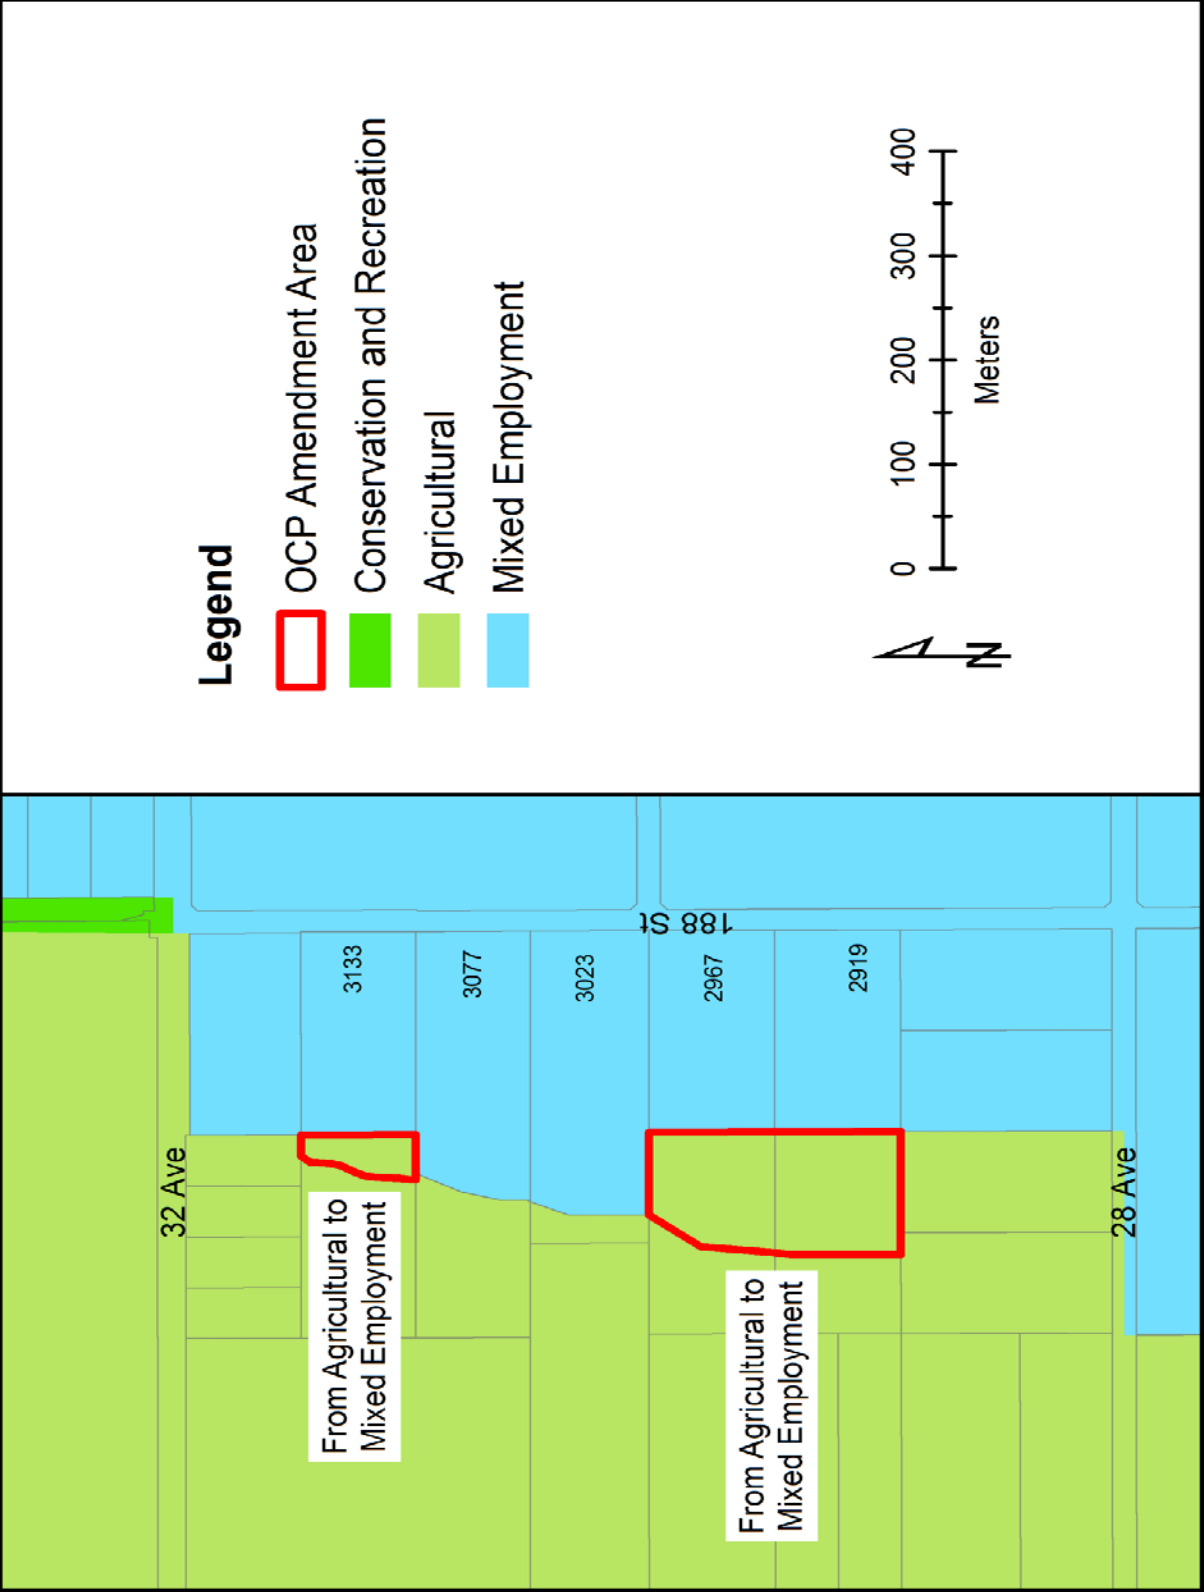 32 Ave
From Agricultural to
Mixed Employment
3133
3077
3023
188 St
2967
2919
From Agricultural to
Mixed Employment
28 Ave
Legend
OCP Amendment Area
Conservation and Recreation
Agricultural
Mixed Employment
N
0 100 200 300 400
Meters